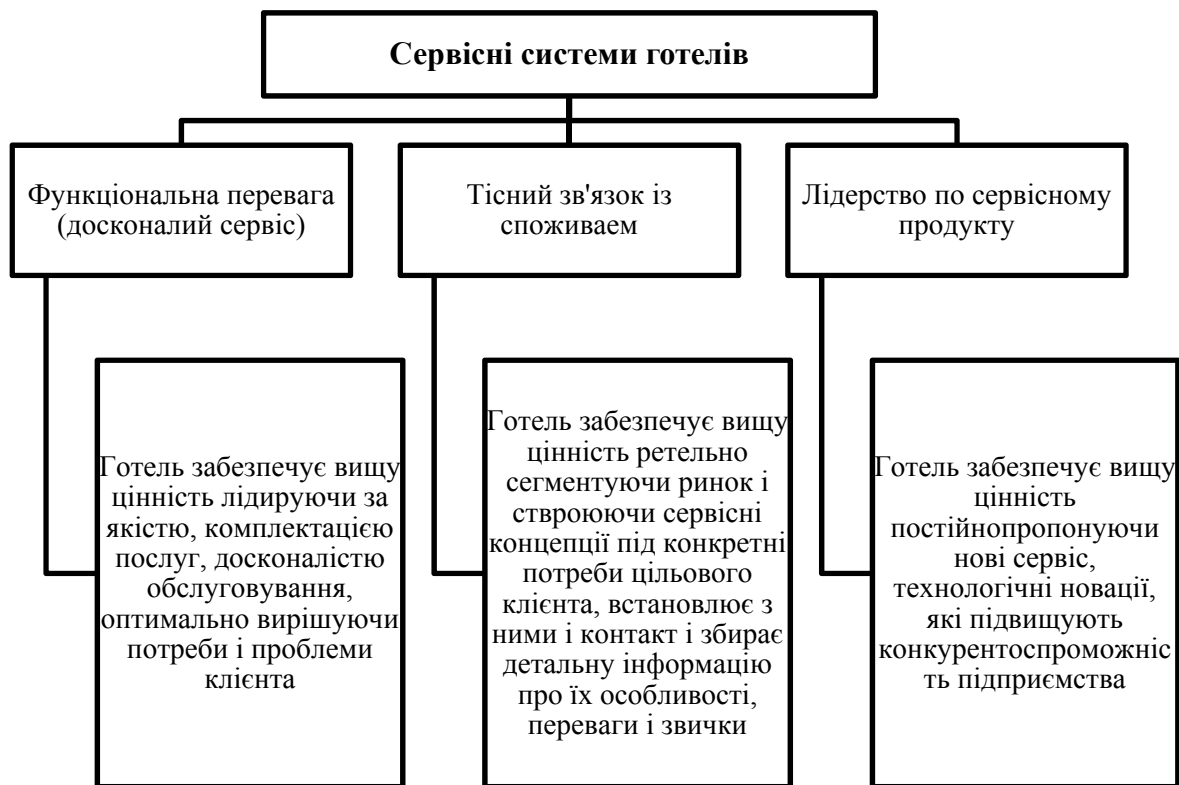 Сервісні системи готелів
Функціональна перевага
(досконалий сервіс)
Тісний зв'язок із
споживаем
Лідерство по сервісному
продукту
Готель забезпечує вищу
цінність лідируючи за
якістю, комплектацією
послуг, досконалістю
обслуговування,
оптимально вирішуючи
потреби і проблеми
клієнта
Готель забезпечує вищу
цінність ретельно
сегментуючи ринок і
ствроюючи сервісні
концепції під конкретні
потреби цільового
клієнта, встановлює з
ними і контакт і збирає
детальну інформацію
про їх особливості,
переваги і звички
Готель забезпечує вищу
цінність
постійнопропонуючи
нові сервіс,
технологічні новації,
які підвищують
конкурентоспроможніс
ть підприємства